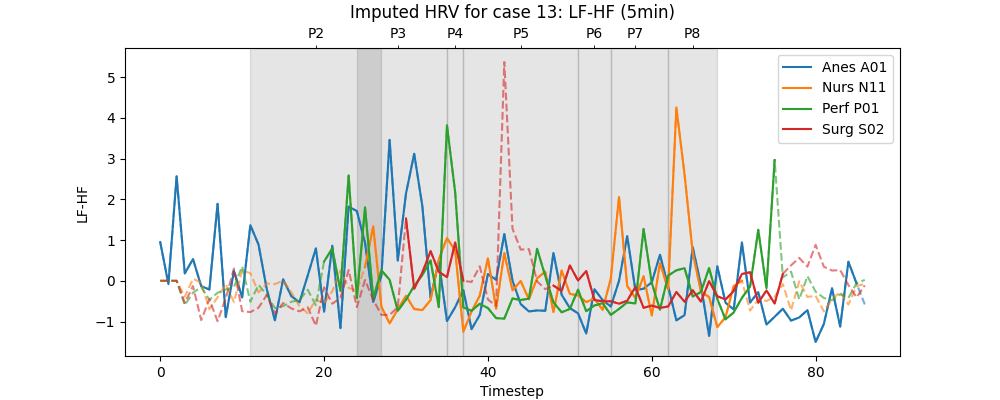 Imputed HRV for case 13: LF-HF (5min)
P2 P3 P4 P5 P6 P7 P8
Anes A01
Nurs N11
Perf P01
Surg S02
LF-HF
5
4
3
2
1
0
−1
0 20 40 60 80
Timestep